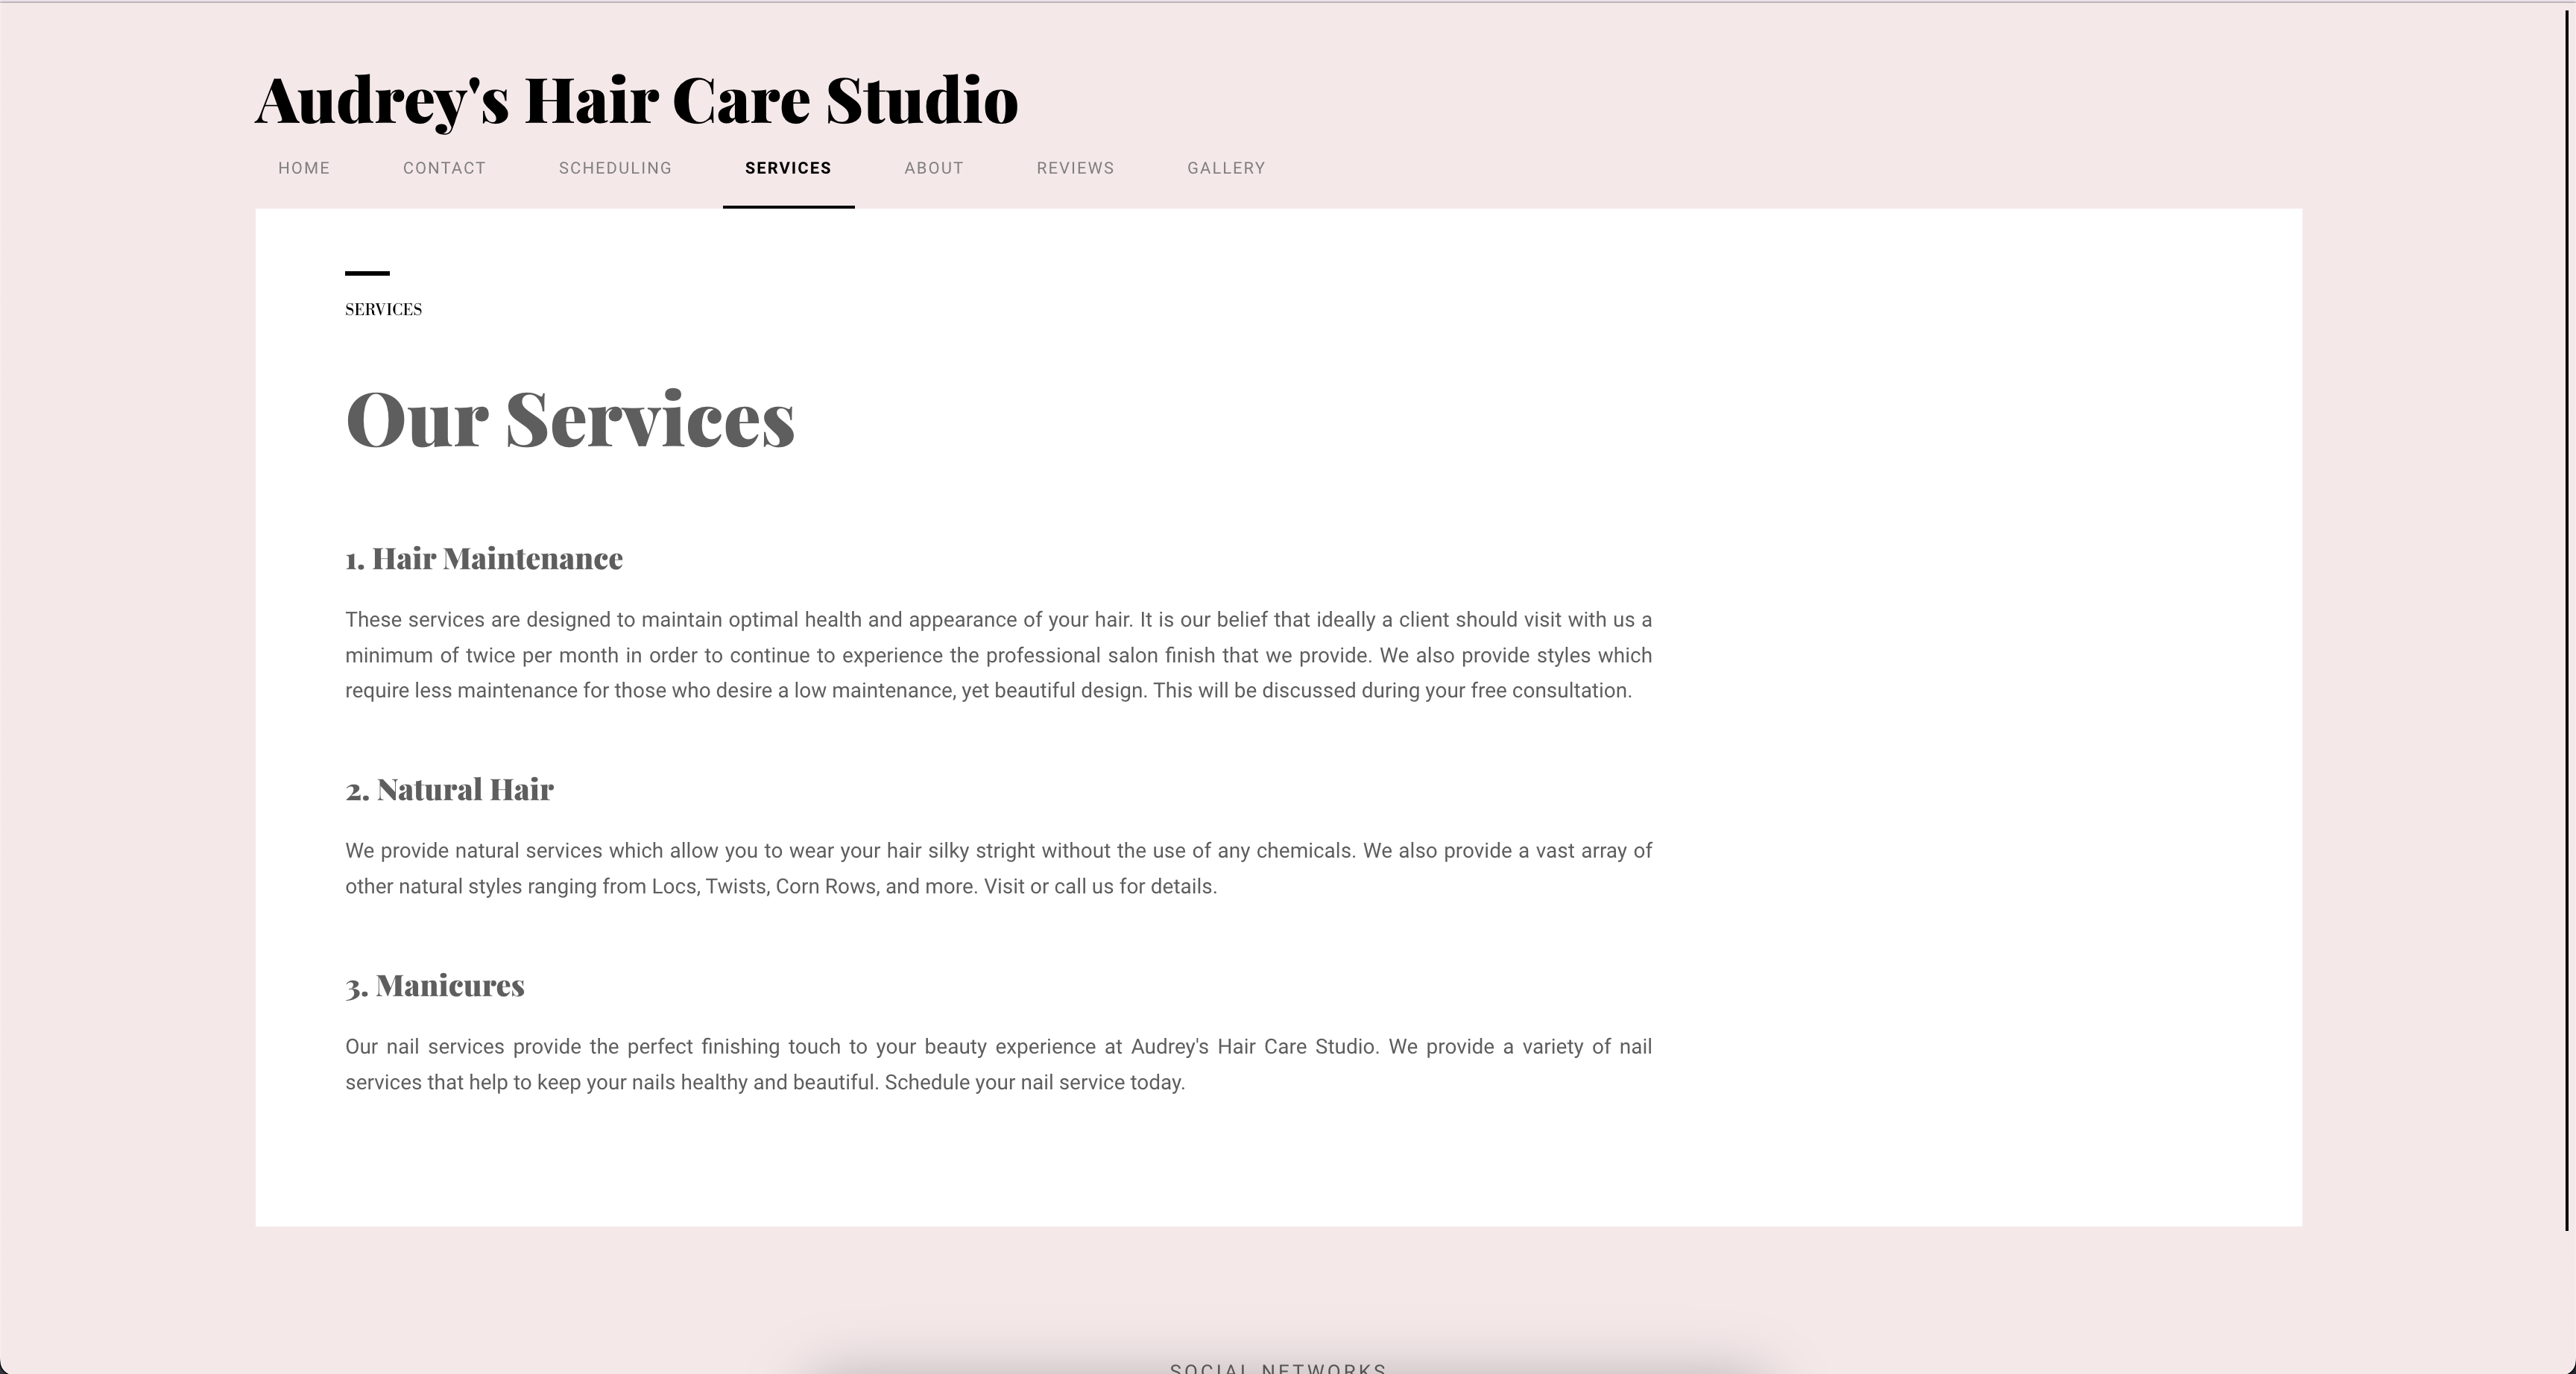 Audrey's Hair Care Studio
HOME CONTACT SCHEDULING SERVICES ABOUT REVIEWS GALLERY
SERVICES
Our Services
1. Hair Maintenance
These services are designed to maintain optimal health and appearance of your hair. It is our belief that ideally a client should visit with us a
minimum of twice per month in order to continue to experience the professional salon finish that we provide. We also provide styles which
require less maintenance for those who desire a low maintenance, yet beautiful design. This will be discussed during your free consultation.
2. Natural Hair
We provide natural services which allow you to wear your hair silky stright without the use of any chemicals. We also provide a vast array of
other natural styles ranging from Locs, Twists, Corn Rows, and more. Visit or call us for details.
3. Manicures
Our nail services provide the perfect finishing touch to your beauty experience at Audrey's Hair Care Studio. We provide a variety of nail
services that help to keep your nails healthy and beautiful. Schedule your nail service today.
SOCIAL NETWORKS